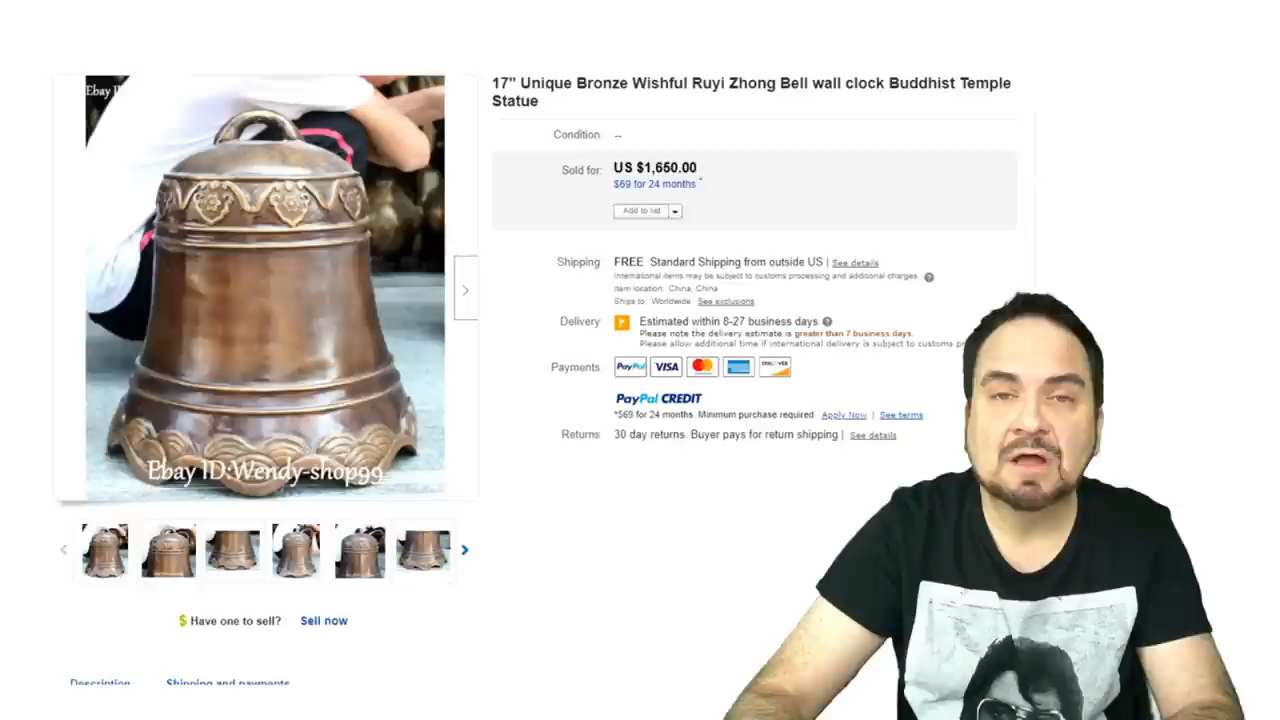 Ebay I
17" Unique Bronze Wishful Ruyi Zhong Bell wall clock Buddhist Temple
Statue
Condition: --
Sold for: US $1,650.00
$69 for 24 months
Add to list
Shipping: FREE Standard Shipping from outside US | See details
International items may be subject to customs processing and additional charges.
Item location: China, China
Ships to: Worldwide See exclusions
Delivery: Estimated within 8-27 business days
Please note the delivery estimate is greater than 7 business days.
Please allow additional time if international delivery is subject to customs pr
Payments: PayPal VISA DISCOVER
PayPal CREDIT
*$69 for 24 months. Minimum purchase required. Apply Now | See terms
Returns: 30 day returns. Buyer pays for return shipping | See details
Ebay ID:Wendy-shop99
$ Have one to sell? Sell now
Description Shipping and payments